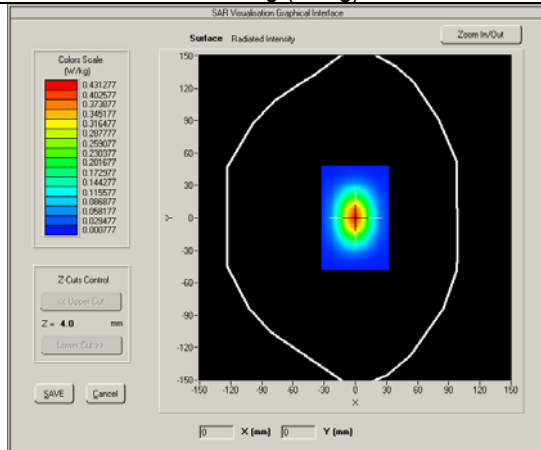 SAR Visualisation Graphical Interface
Surface Radiated Intensity
Zoom In/Out
Colors Scale
(W/kg)
0.431277
0.402577
0.373877
0.345177
0.316477
0.287777
0.259077
0.230377
0.201677
0.172977
0.144277
0.115577
0.086877
0.058177
0.029477
0.000777
150
120
90
60
30
0
-30
-60
-90
-120
-150
Y
-150 -120 -90 -60 -30 0 30 60 90 120 150
X
Z-Cuts Control
<< Upper Cut
Z = 4.0 mm
Lower Cut >>
SAVE Cancel
0 X (mm) 0 Y (mm)